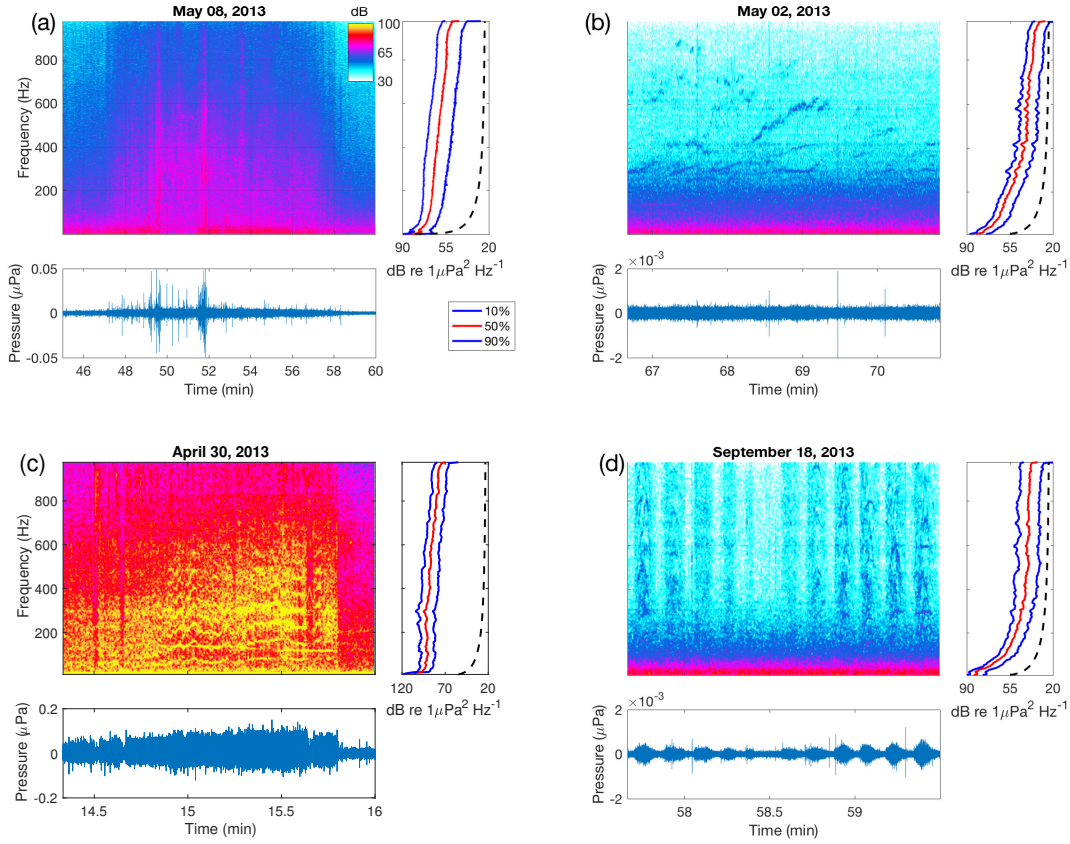 (a)
May 08, 2013
dB
100
65
30
Frequency (Hz)
800
600
400
200
90 55 20
dB re 1μPa² Hz⁻¹
Pressure (μPa)
0.05
0
-0.05
46 48 50 52 54 56 58 60
Time (min)
10%
50%
90%
(b)
May 02, 2013
90 55 20
dB re 1μPa² Hz⁻¹
×10⁻³
Pressure (μPa)
2
0
-2
67 68 69 70
Time (min)
(c)
April 30, 2013
Frequency (Hz)
800
600
400
200
120 70 20
dB re 1μPa² Hz⁻¹
Pressure (μPa)
0.2
0
-0.2
14.5 15 15.5 16
Time (min)
(d)
September 18, 2013
90 55 20
dB re 1μPa² Hz⁻¹
×10⁻³
Pressure (μPa)
2
0
-2
58 58.5 59
Time (min)